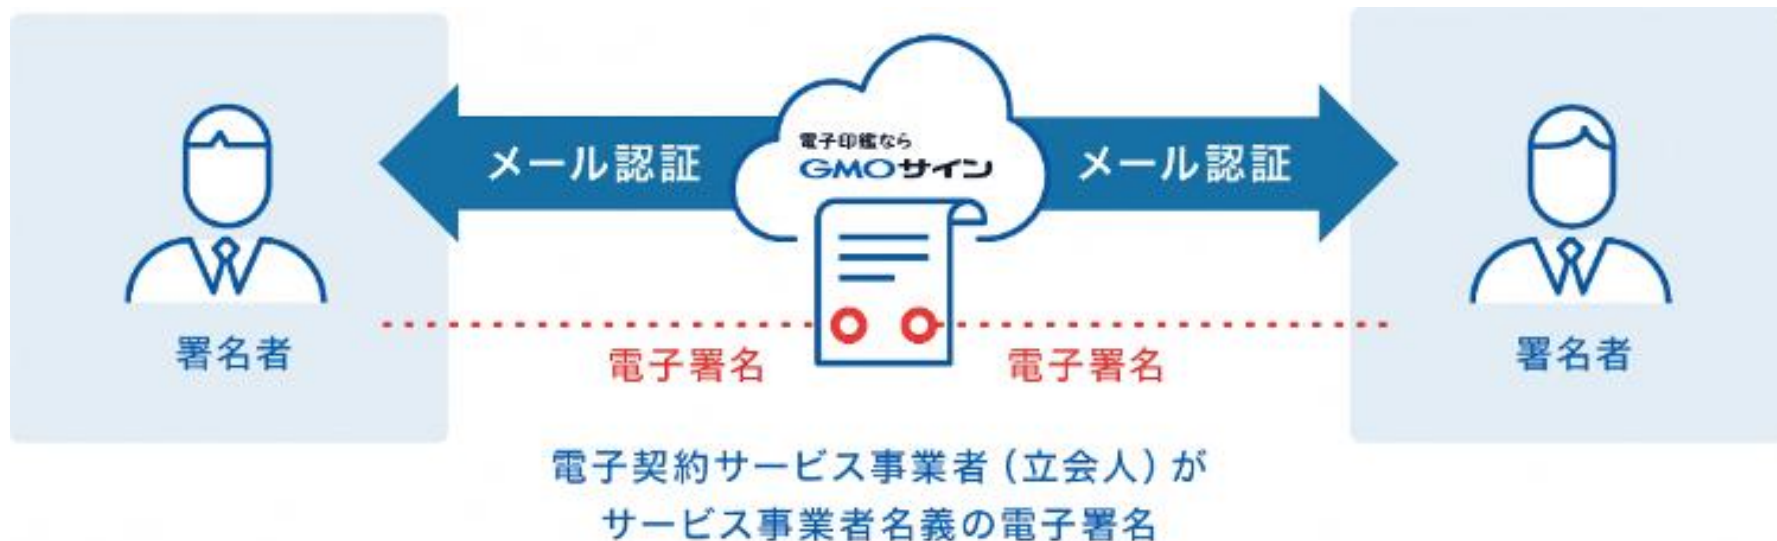 メール認証
電子印鑑なら
GMOサイン
メール認証
署名者
電子署名
電子署名
署名者
電子契約サービス事業者(立会人)が
サービス事業者名義の電子署名